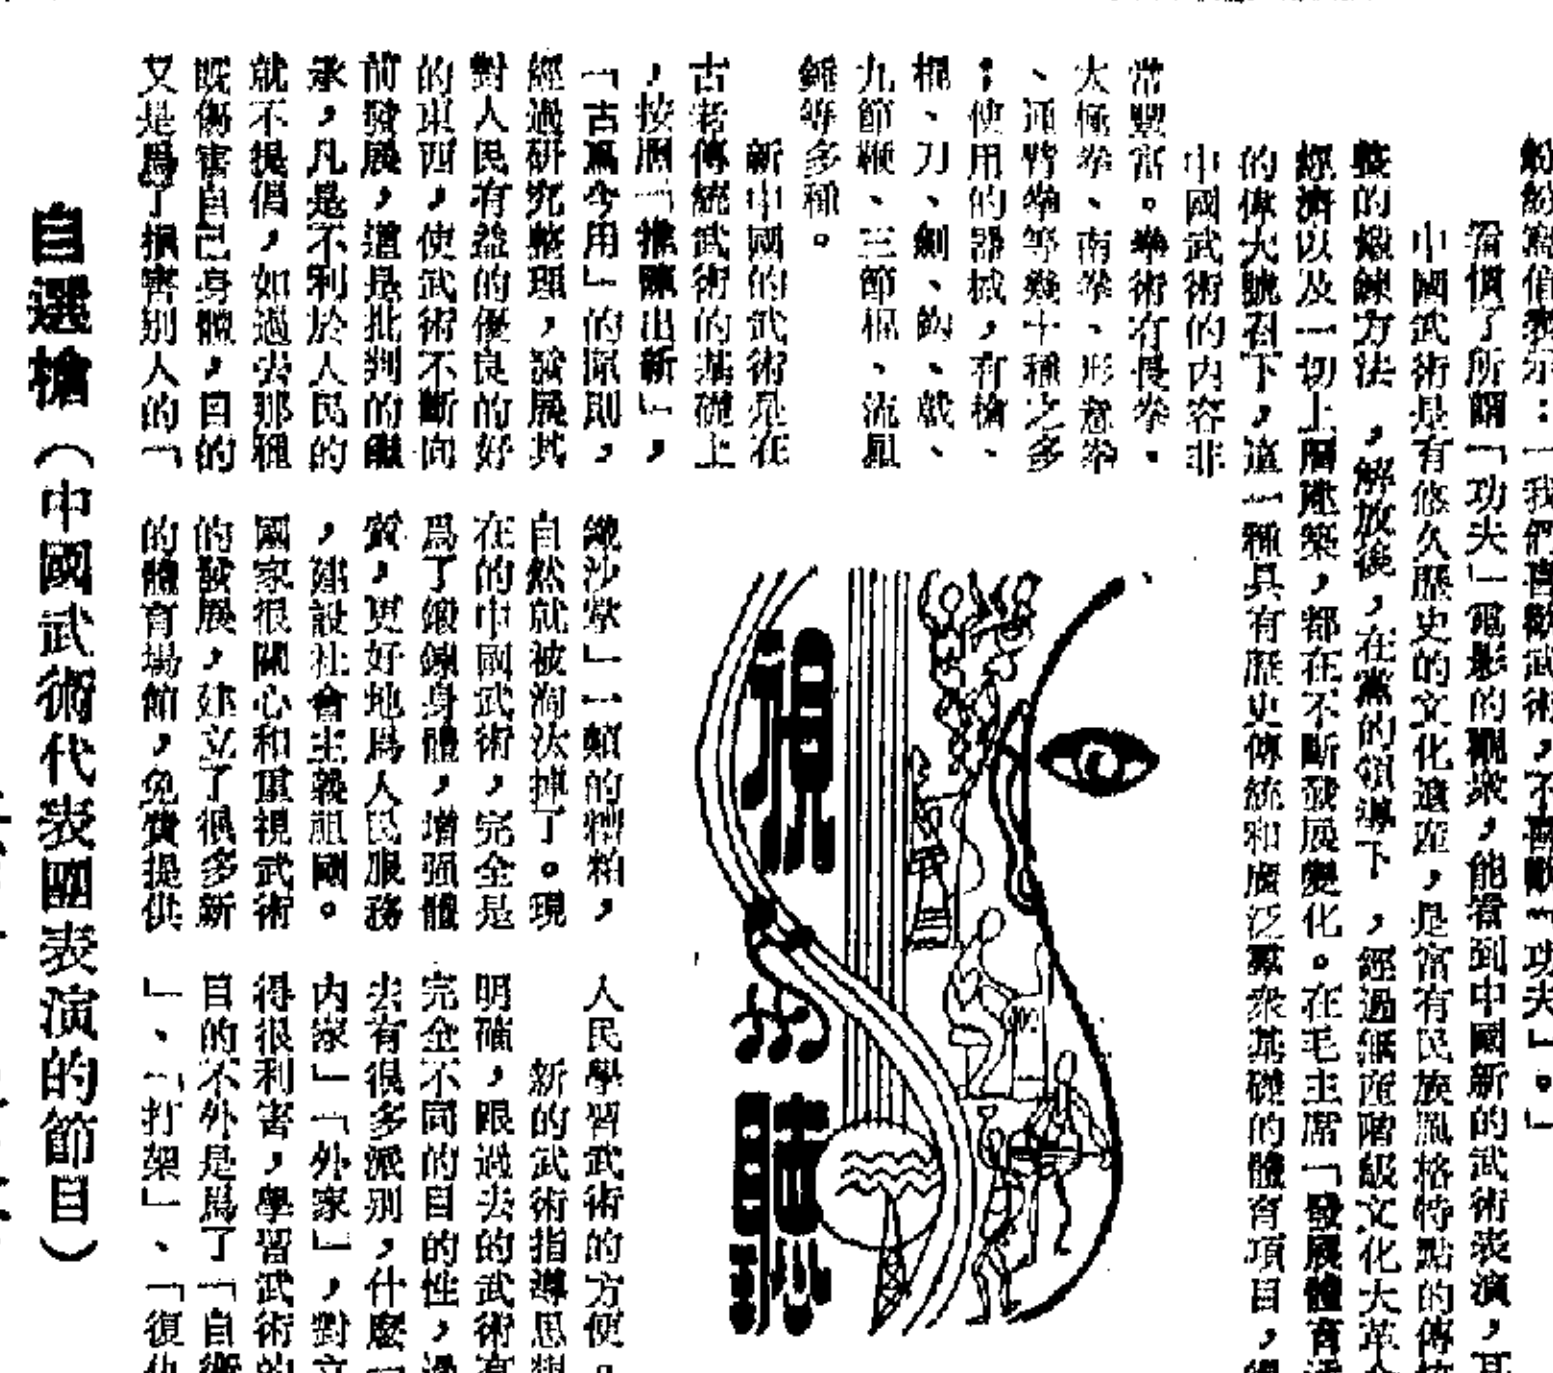 紛紛寫信表示：「我們喜歡武術，不喜歡「功夫」。」
看慣了所謂「功夫」電影的觀衆，能看到中國新的武術表演，
中國武術是有悠久歷史的文化遺產，是富有民族風格特點的傳
整的煅鍊方法，解放後，在黨的領導下，經過無產階級文化大革
經濟以及一切上層建築，都在不斷發展變化。在毛主席「發展體育
的偉大號召下，這一種具有歷史傳統和廣泛羣衆基礎的體育項目，
中國武術的內容非
常豐富。拳術有長拳、
太極拳、南拳、形意拳
、通臂拳等幾十種之多
；使用的器械，有槍、
棍、刀、劍、鈎、戟、
九節鞭、三節棍、流星
錘等多種。
新中國的武術是在
古老傳統武術的基礎上
，按照「推陳出新」，
「古爲今用」的原則，
經過研究整理，發展其
對人民有益的優良的好
的東西，使武術不斷向
前發展，這是批判的繼
承，凡是不利於人民的
就不提倡，如過去那種
既傷害自己身體，目的
又是爲了損害別人的「
鐵沙掌」一類的糟粕，
自然就被淘汰掉了。現
在的中國武術，完全是
爲了鍛鍊身體，增强體
質，更好地爲人民服務
，建設社會主義祖國。
國家很關心和重視武術
的發展，建立了很多新
的體育場館，免費提供
人民學習武術的方便。
新的武術指導思想
明確，跟過去的武術有
完全不同的目的性，過
去有很多派別，什麼「
內家」「外家」，對立
得很利害，學習武術的
目的不外是爲了「自衛
」、「打架」、「復仇
視
的
聽
自選槍（中國武術代表團表演的節目）